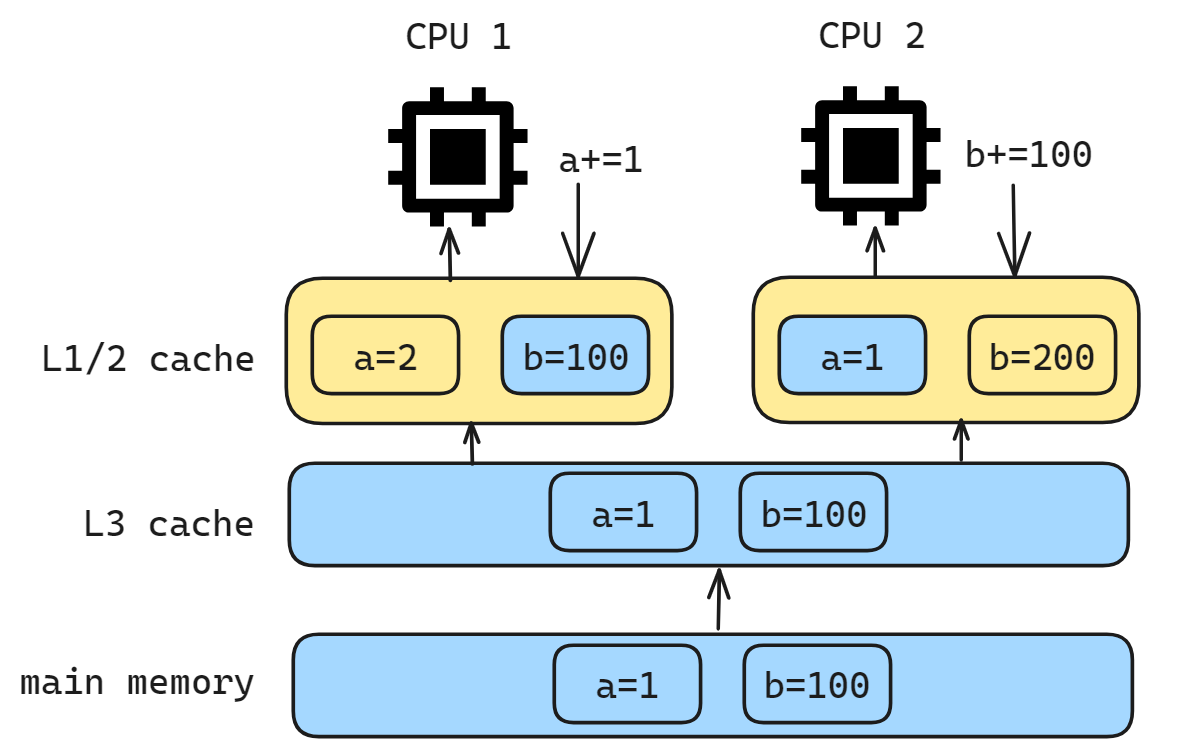 CPU 1
CPU 2
a+=1
b+=100
L1/2 cache
a=2
b=100
a=1
b=200
L3 cache
a=1
b=100
main memory
a=1
b=100